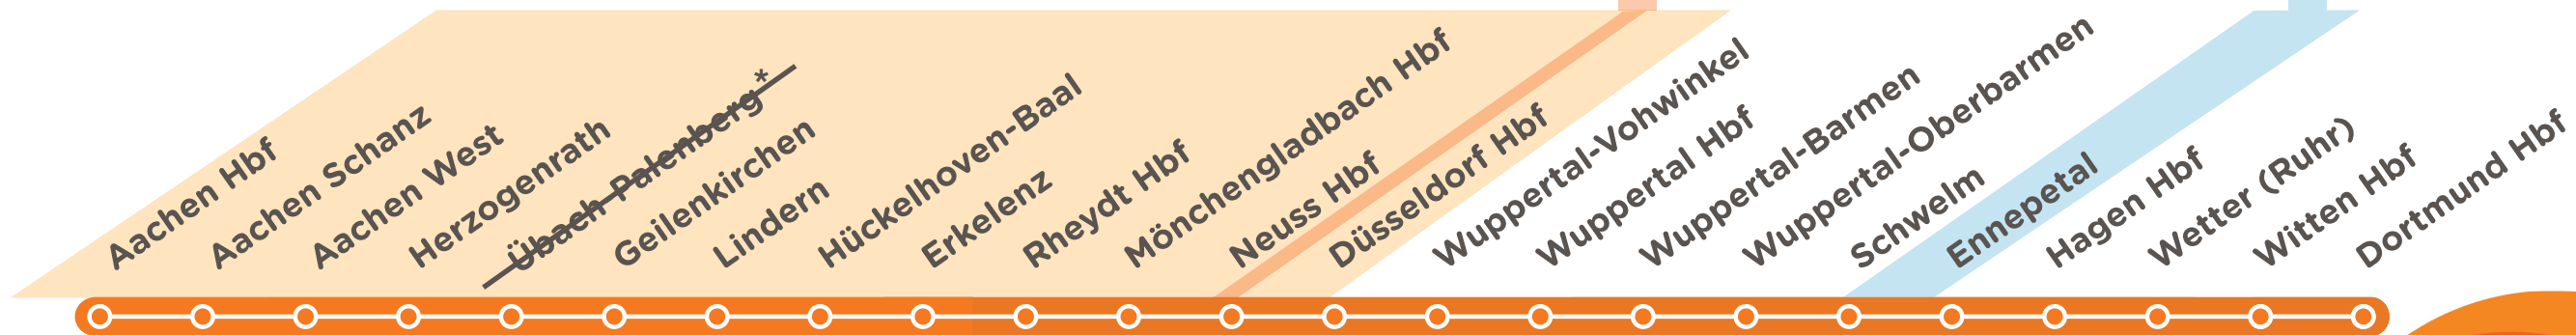 Aachen Hbf
Aachen Schanz
Aachen West
Herzogenrath
Übach-Palenberg*
Geilenkirchen
Lindern
Hückelhoven-Baal
Erkelenz
Rheydt Hbf
Mönchengladbach Hbf
Neuss Hbf
Düsseldorf Hbf
Wuppertal-Vohwinkel
Wuppertal Hbf
Wuppertal-Barmen
Wuppertal-Oberbarmen
Schwelm
Ennepetal
Hagen Hbf
Wetter (Ruhr)
Witten Hbf
Dortmund Hbf